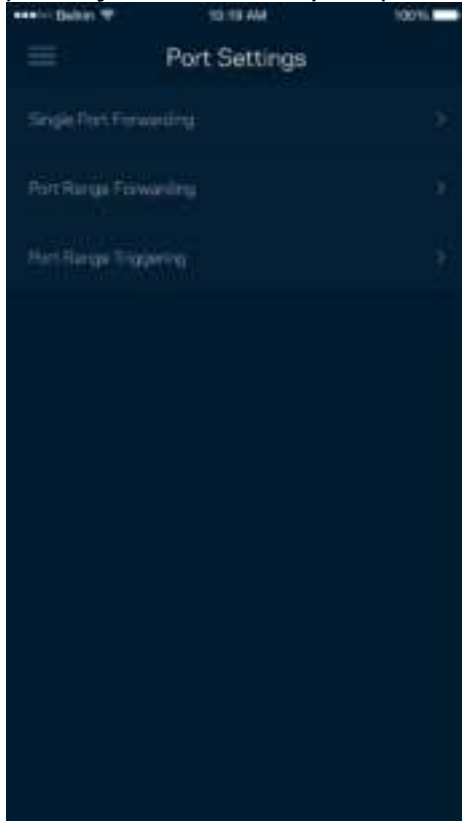 Belkin 10:19 AM 100%
Port Settings
Single Port Forwarding
Port Range Forwarding
Port Range Triggering